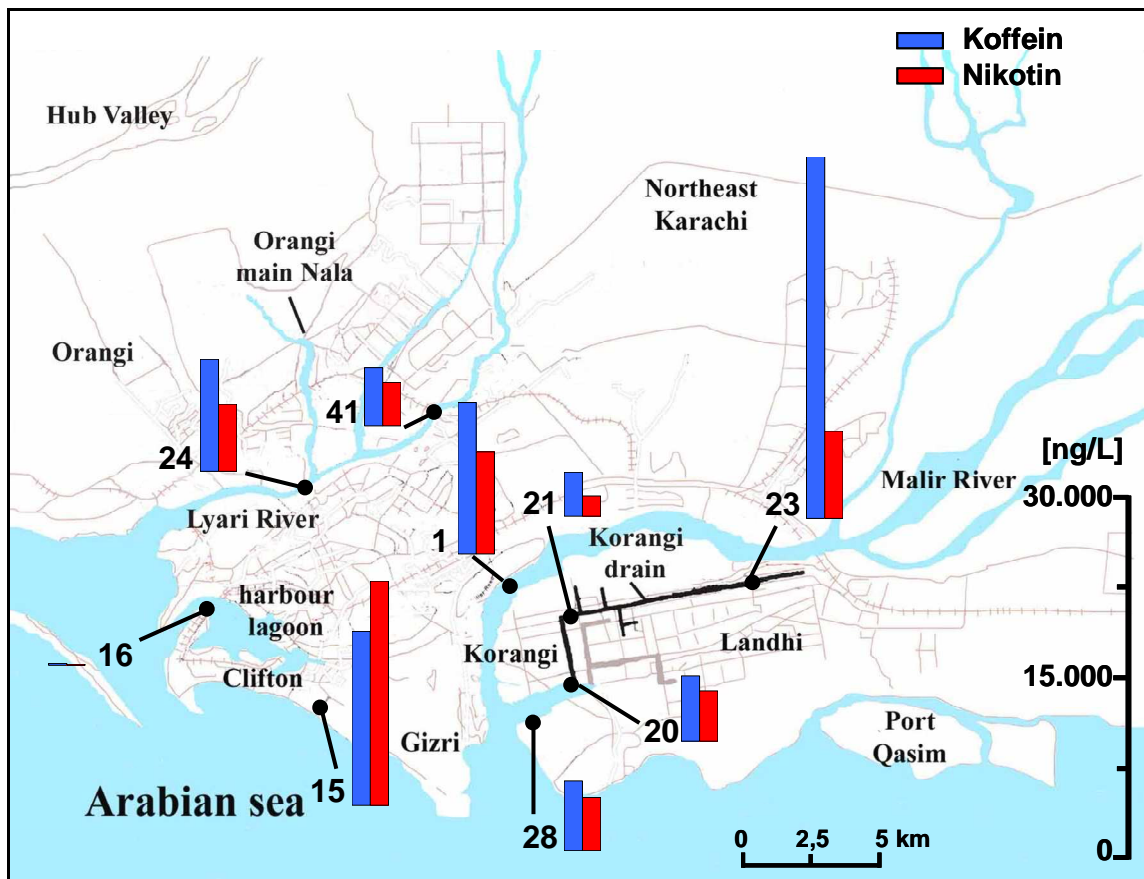 Koffein
Nikotin
Hub Valley
Northeast
Karachi
Orangi
main Nala
Orangi
41
24
[ng/L]
Malir River
30.000
21
23
Lyari River
1
Korangi
drain
harbour
lagoon
16
Korangi
Landhi
15.000
Clifton
20
Port
Qasim
Gizri
15
Arabian sea
28
0
2,5
5 km
0